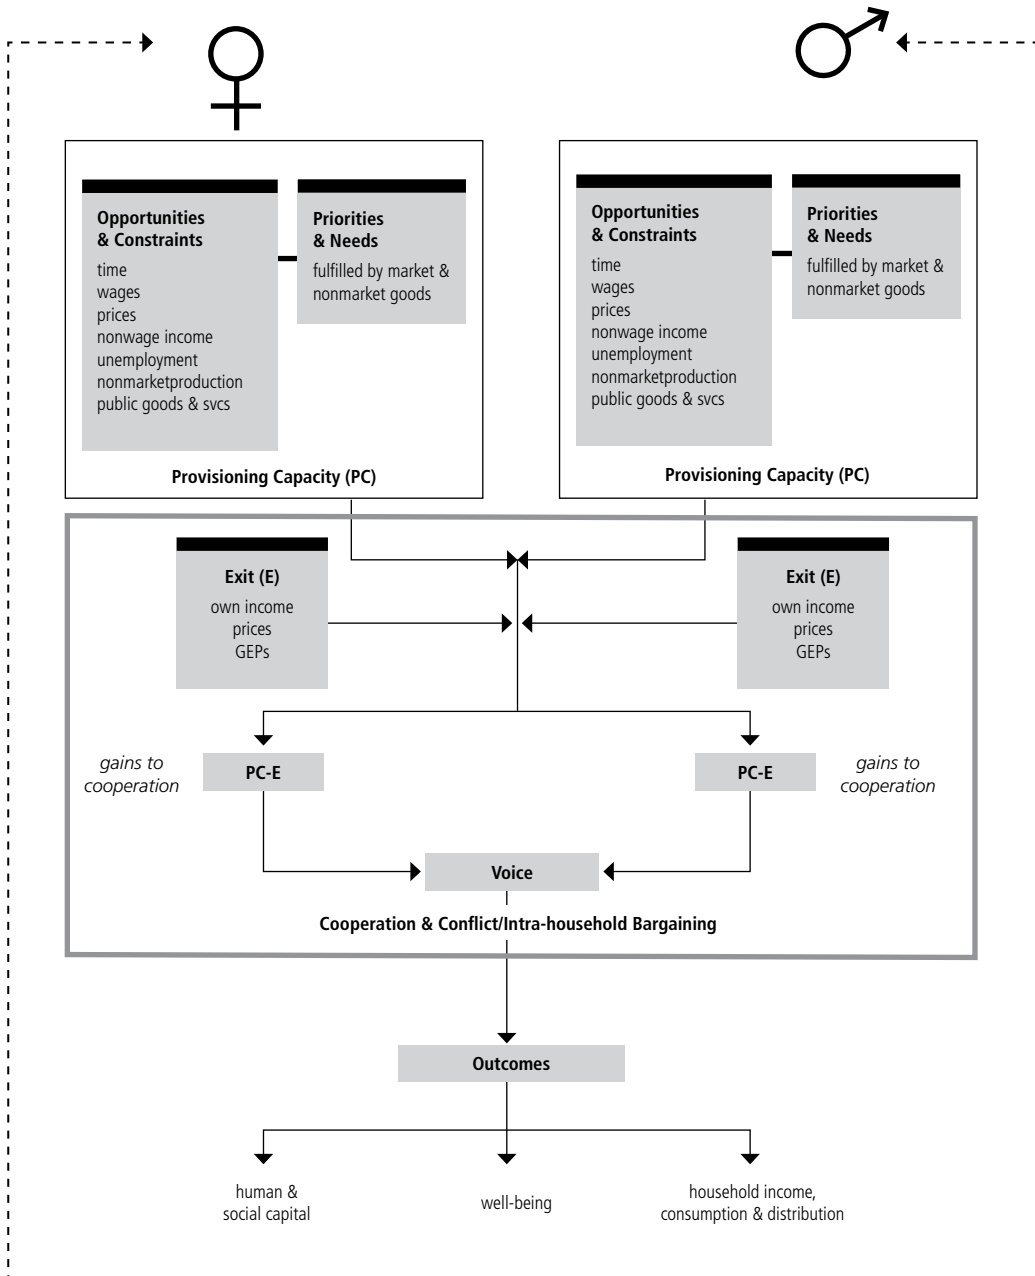 Opportunities
& Constraints
time
wages
prices
nonwage income
unemployment
nonmarketproduction
public goods & svcs
Priorities
& Needs
fulfilled by market &
nonmarket goods
Provisioning Capacity (PC)
Opportunities
& Constraints
time
wages
prices
nonwage income
unemployment
nonmarketproduction
public goods & svcs
Priorities
& Needs
fulfilled by market &
nonmarket goods
Provisioning Capacity (PC)
Exit (E)
own income
prices
GEPs
Exit (E)
own income
prices
GEPs
gains to
cooperation
PC-E
PC-E
gains to
cooperation
Voice
Cooperation & Conflict/Intra-household Bargaining
Outcomes
human &
social capital
well-being
household income,
consumption & distribution